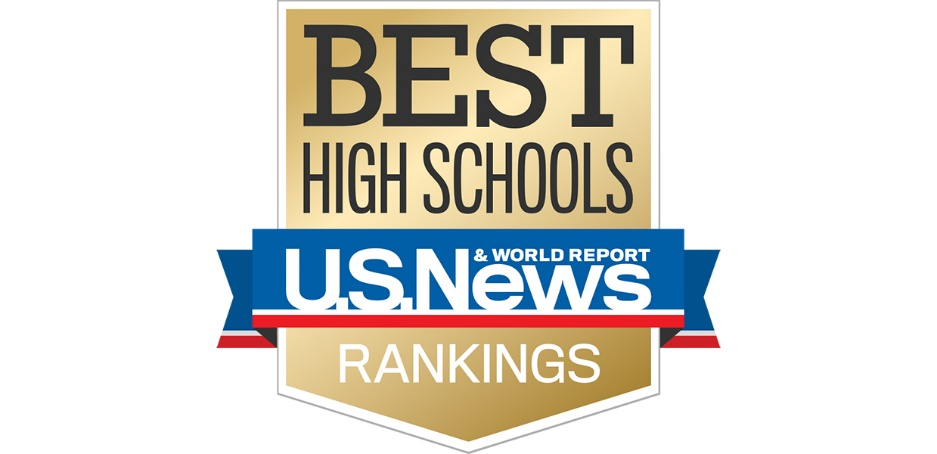 BEST
HIGH SCHOOLS
& WORLD REPORT
U.S.News
RANKINGS